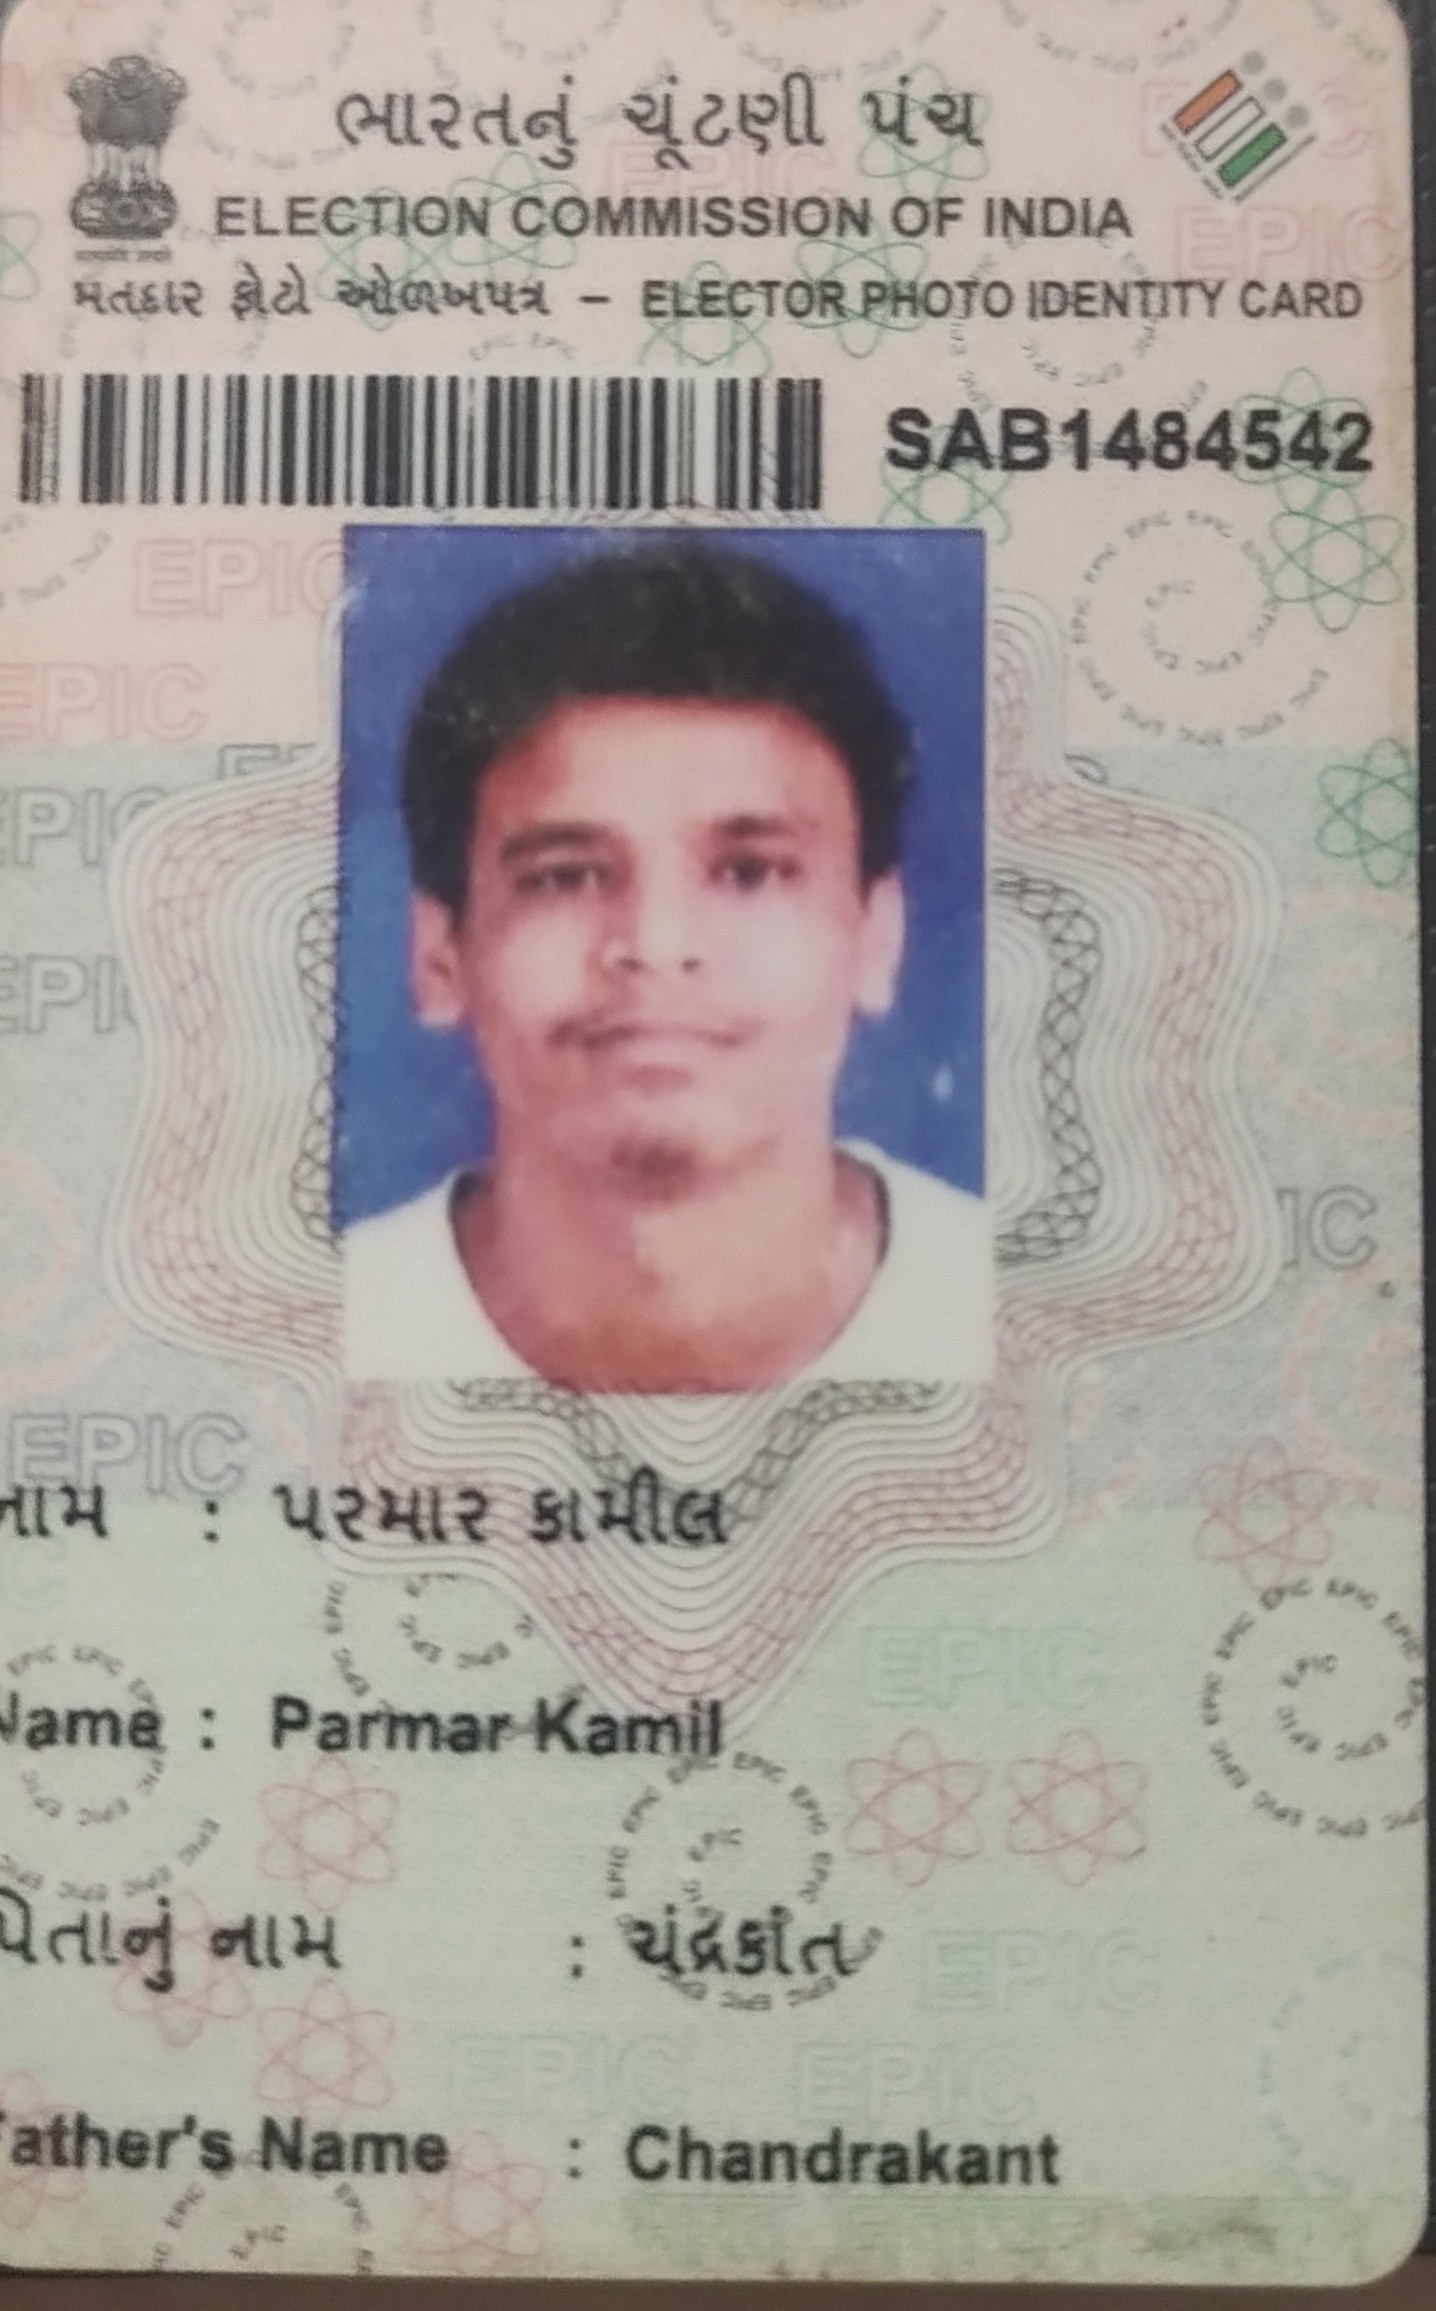 ભારતનું ચૂંટણી પંચ
ELECTION COMMISSION OF INDIA
મતદાર ફોટો ઓળખપત્ર – ELECTOR PHOTO IDENTITY CARD
SAB1484542
નામ : પરમાર કામીલ
Name : Parmar Kamil
પિતાનું નામ : ચંદ્રકાંત
Father's Name : Chandrakant